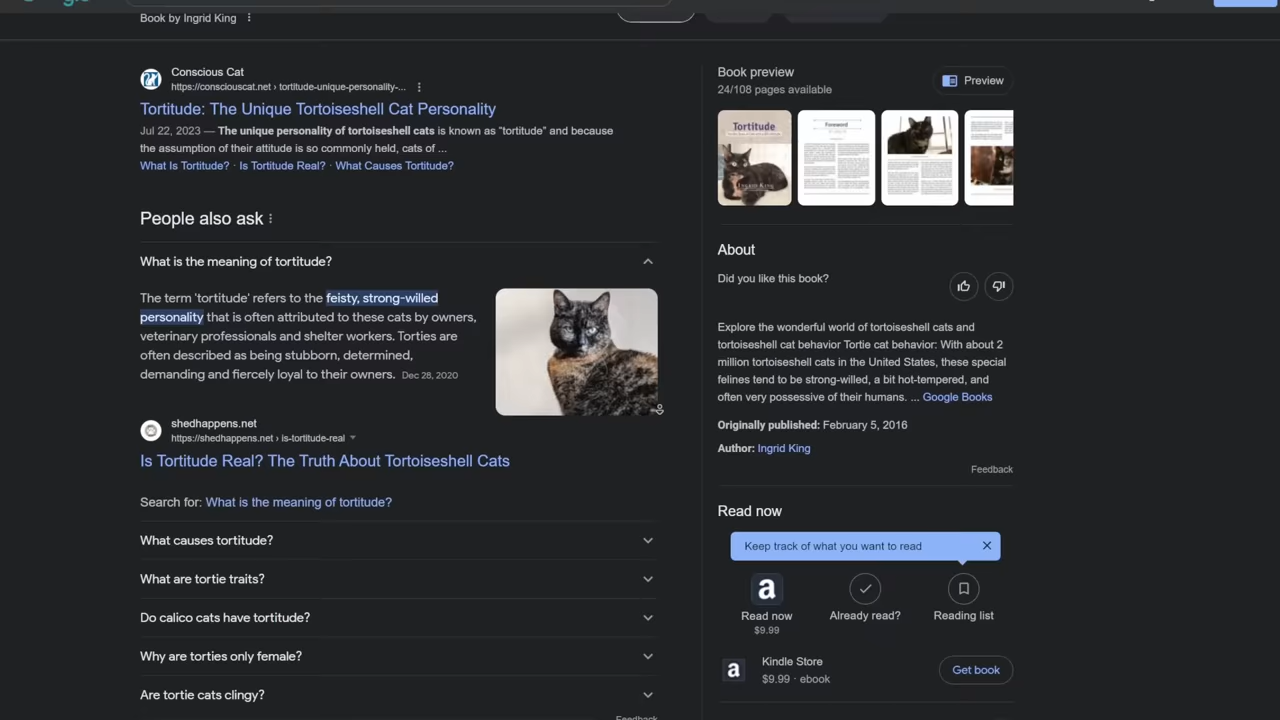 Book by Ingrid King
Conscious Cat
https://consciouscat.net › tortitude-unique-personality-...
Tortitude: The Unique Tortoiseshell Cat Personality
Jul 22, 2023 — The unique personality of tortoiseshell cats is known as “tortitude” and because
the assumption of their attitude is so commonly held, cats of ...
What Is Tortitude? · Is Tortitude Real? · What Causes Tortitude?
People also ask
What is the meaning of tortitude?
The term 'tortitude' refers to the feisty, strong-willed
personality that is often attributed to these cats by owners,
veterinary professionals and shelter workers. Torties are
often described as being stubborn, determined,
demanding and fiercely loyal to their owners. Dec 28, 2020
shedhappens.net
https://shedhappens.net › is-tortitude-real
Is Tortitude Real? The Truth About Tortoiseshell Cats
Search for: What is the meaning of tortitude?
What causes tortitude?
What are tortie traits?
Do calico cats have tortitude?
Why are torties only female?
Are tortie cats clingy?
Feedback
Book preview
24/108 pages available
Preview
Tortitude
INGRID KING
Foreword
About
Did you like this book?
Explore the wonderful world of tortoiseshell cats and
tortoiseshell cat behavior Tortie cat behavior: With about 2
million tortoiseshell cats in the United States, these special
felines tend to be strong-willed, a bit hot-tempered, and
often very possessive of their humans. ... Google Books
Originally published: February 5, 2016
Author: Ingrid King
Feedback
Read now
Keep track of what you want to read
a
Read now
$9.99
Already read?
Reading list
a
Kindle Store
$9.99 · ebook
Get book